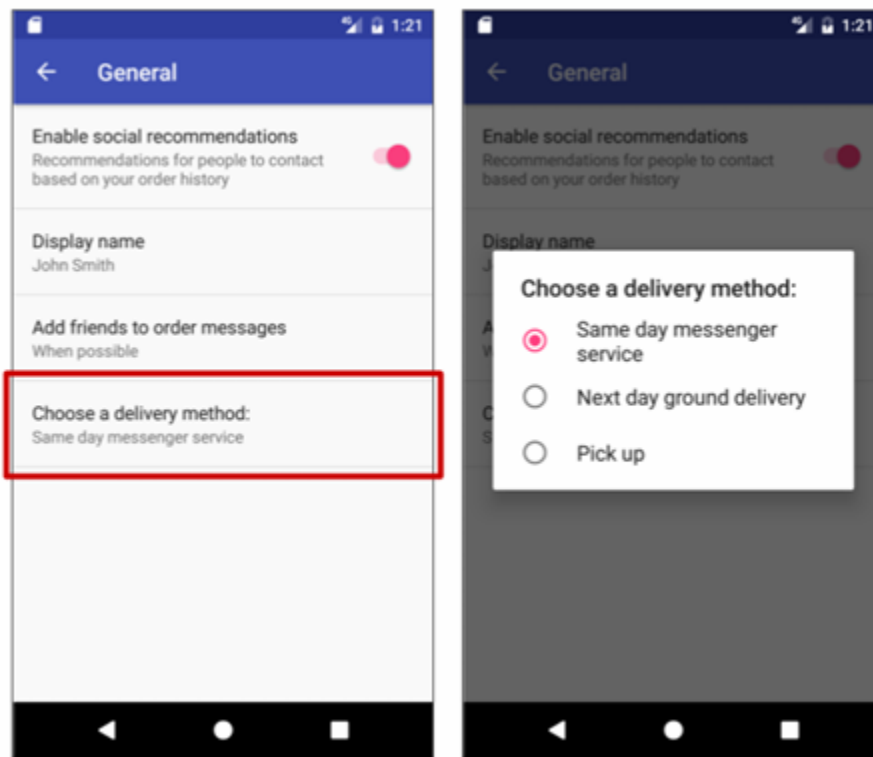 4G 1:21
General
Enable social recommendations
Recommendations for people to contact
based on your order history
Display name
John Smith
Add friends to order messages
When possible
Choose a delivery method:
Same day messenger service
4G 1:21
General
Enable social recommendations
Recommendations for people to contact
based on your order history
Display name
J
A
W
C
S
Choose a delivery method:
Same day messenger
service
Next day ground delivery
Pick up